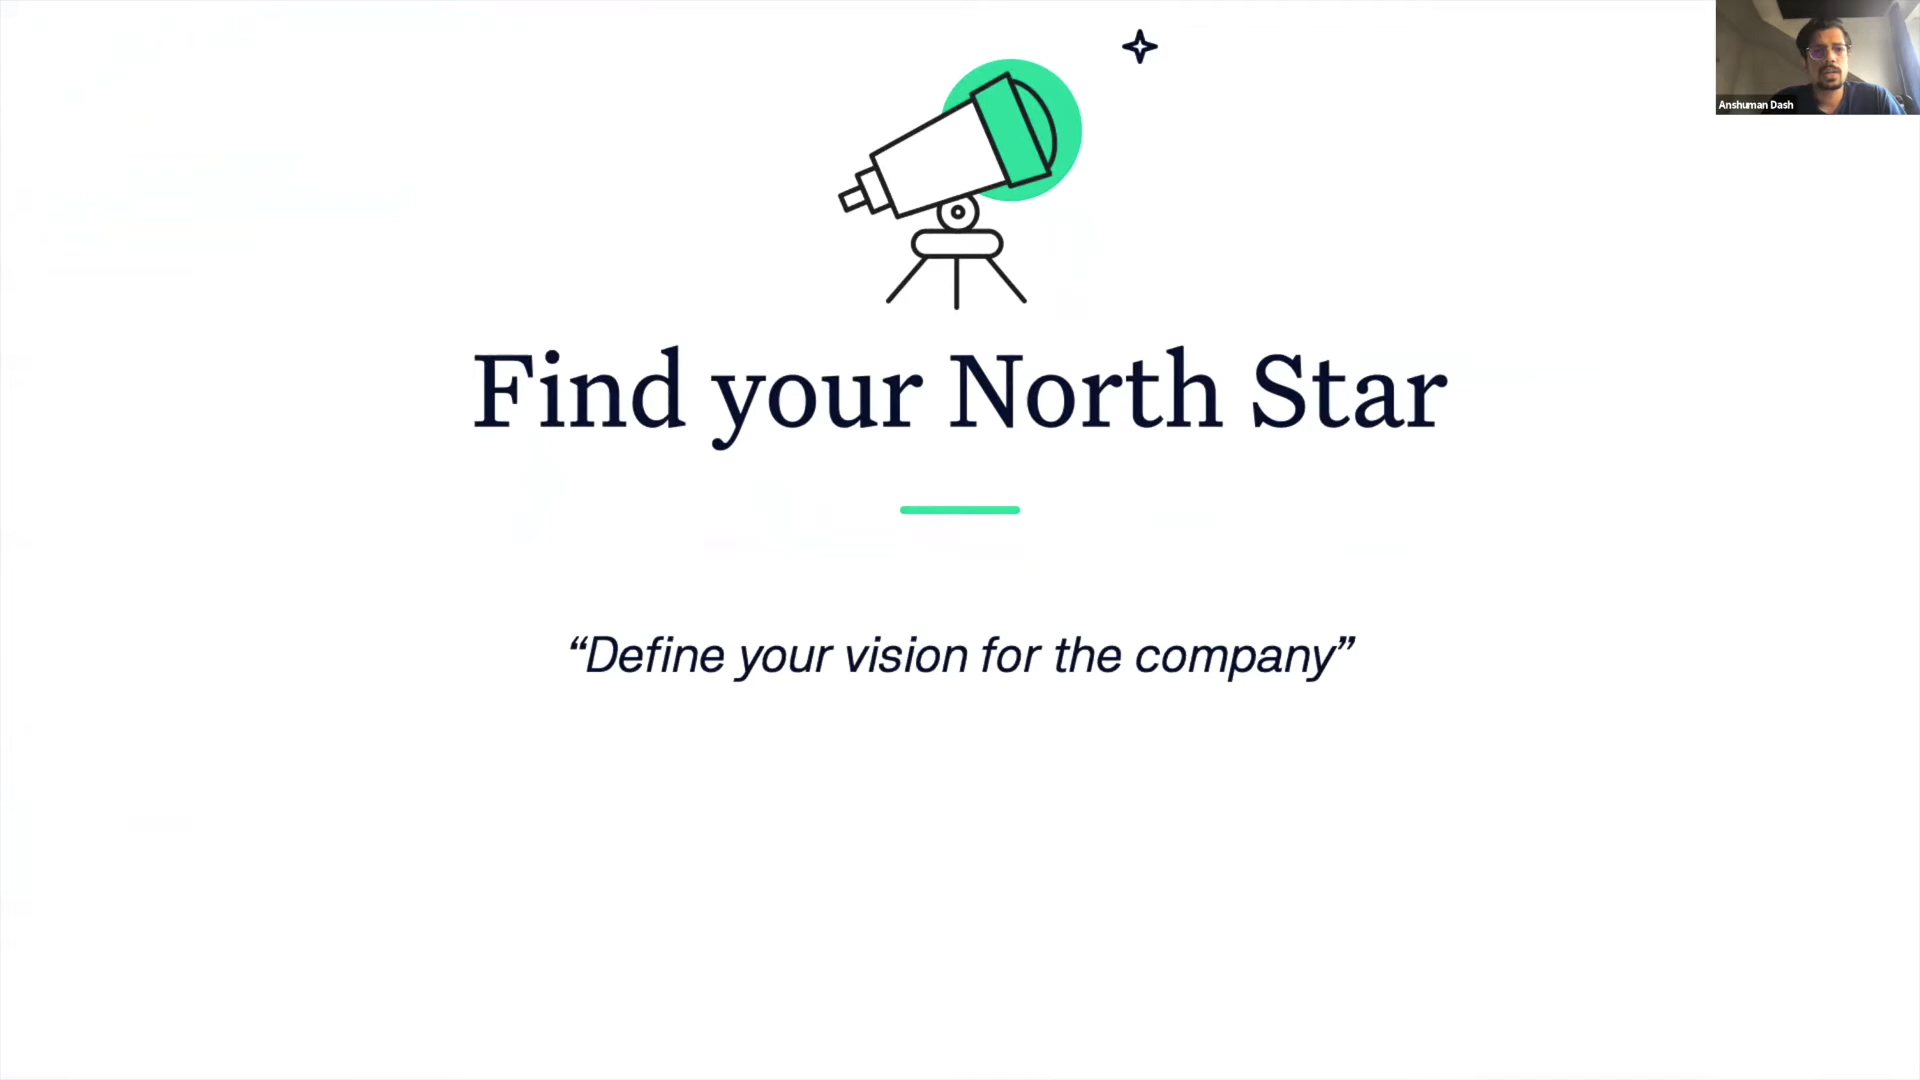 Anshuman Dash
Find your North Star
“Define your vision for the company”